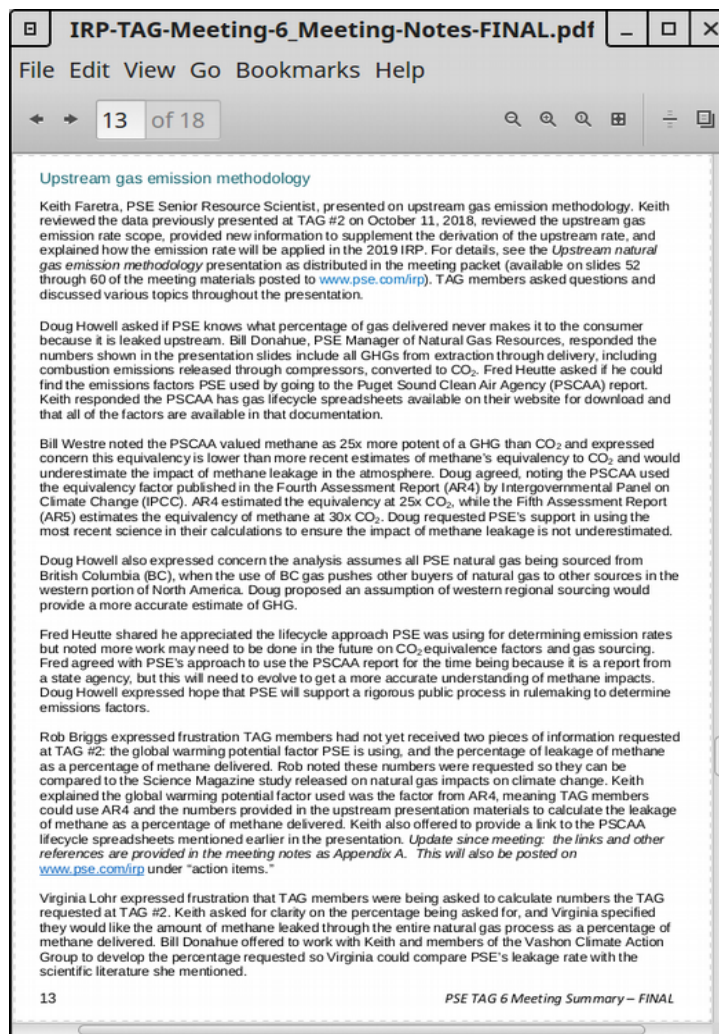 IRP-TAG-Meeting-6_Meeting-Notes-FINAL.pdf
File Edit View Go Bookmarks Help
13 of 18
Upstream gas emission methodology
Keith Faretra, PSE Senior Resource Scientist, presented on upstream gas emission methodology. Keith
reviewed the data previously presented at TAG #2 on October 11, 2018, reviewed the upstream gas
emission rate scope, provided new information to supplement the derivation of the upstream rate, and
explained how the emission rate will be applied in the 2019 IRP. For details, see the Upstream natural
gas emission methodology presentation as distributed in the meeting packet (available on slides 52
through 60 of the meeting materials posted to www.pse.com/irp). TAG members asked questions and
discussed various topics throughout the presentation.
Doug Howell asked if PSE knows what percentage of gas delivered never makes it to the consumer
because it is leaked upstream. Bill Donahue, PSE Manager of Natural Gas Resources, responded the
numbers shown in the presentation slides include all GHGs from extraction through delivery, including
combustion emissions released through compressors, converted to CO₂. Fred Heutte asked if he could
find the emissions factors PSE used by going to the Puget Sound Clean Air Agency (PSCAA) report.
Keith responded the PSCAA has gas lifecycle spreadsheets available on their website for download and
that all of the factors are available in that documentation.
Bill Westre noted the PSCAA valued methane as 25x more potent of a GHG than CO₂ and expressed
concern this equivalency is lower than more recent estimates of methane's equivalency to CO₂ and would
underestimate the impact of methane leakage in the atmosphere. Doug agreed, noting the PSCAA used
the equivalency factor published in the Fourth Assessment Report (AR4) by Intergovernmental Panel on
Climate Change (IPCC). AR4 estimated the equivalency at 25x CO₂, while the Fifth Assessment Report
(AR5) estimates the equivalency of methane at 30x CO₂. Doug requested PSE's support in using the
most recent science in their calculations to ensure the impact of methane leakage is not underestimated.
Doug Howell also expressed concern the analysis assumes all PSE natural gas being sourced from
British Columbia (BC), when the use of BC gas pushes other buyers of natural gas to other sources in the
western portion of North America. Doug proposed an assumption of western regional sourcing would
provide a more accurate estimate of GHG.
Fred Heutte shared he appreciated the lifecycle approach PSE was using for determining emission rates
but noted more work may need to be done in the future on CO₂ equivalence factors and gas sourcing.
Fred agreed with PSE's approach to use the PSCAA report for the time being because it is a report from
a state agency, but this will need to evolve to get a more accurate understanding of methane impacts.
Doug Howell expressed hope that PSE will support a rigorous public process in rulemaking to determine
emissions factors.
Rob Briggs expressed frustration TAG members had not yet received two pieces of information requested
at TAG #2: the global warming potential factor PSE is using, and the percentage of leakage of methane
as a percentage of methane delivered. Rob noted these numbers were requested so they can be
compared to the Science Magazine study released on natural gas impacts on climate change. Keith
explained the global warming potential factor used was the factor from AR4, meaning TAG members
could use AR4 and the numbers provided in the upstream presentation materials to calculate the leakage
of methane as a percentage of methane delivered. Keith also offered to provide a link to the PSCAA
lifecycle spreadsheets mentioned earlier in the presentation. Update since meeting: the links and other
references are provided in the meeting notes as Appendix A. This will also be posted on
www.pse.com/irp under "action items."
Virginia Lohr expressed frustration that TAG members were being asked to calculate numbers the TAG
requested at TAG #2. Keith asked for clarity on the percentage being asked for, and Virginia specified
they would like the amount of methane leaked through the entire natural gas process as a percentage of
methane delivered. Bill Donahue offered to work with Keith and members of the Vashon Climate Action
Group to develop the percentage requested so Virginia could compare PSE's leakage rate with the
scientific literature she mentioned.
13 PSE TAG 6 Meeting Summary – FINAL